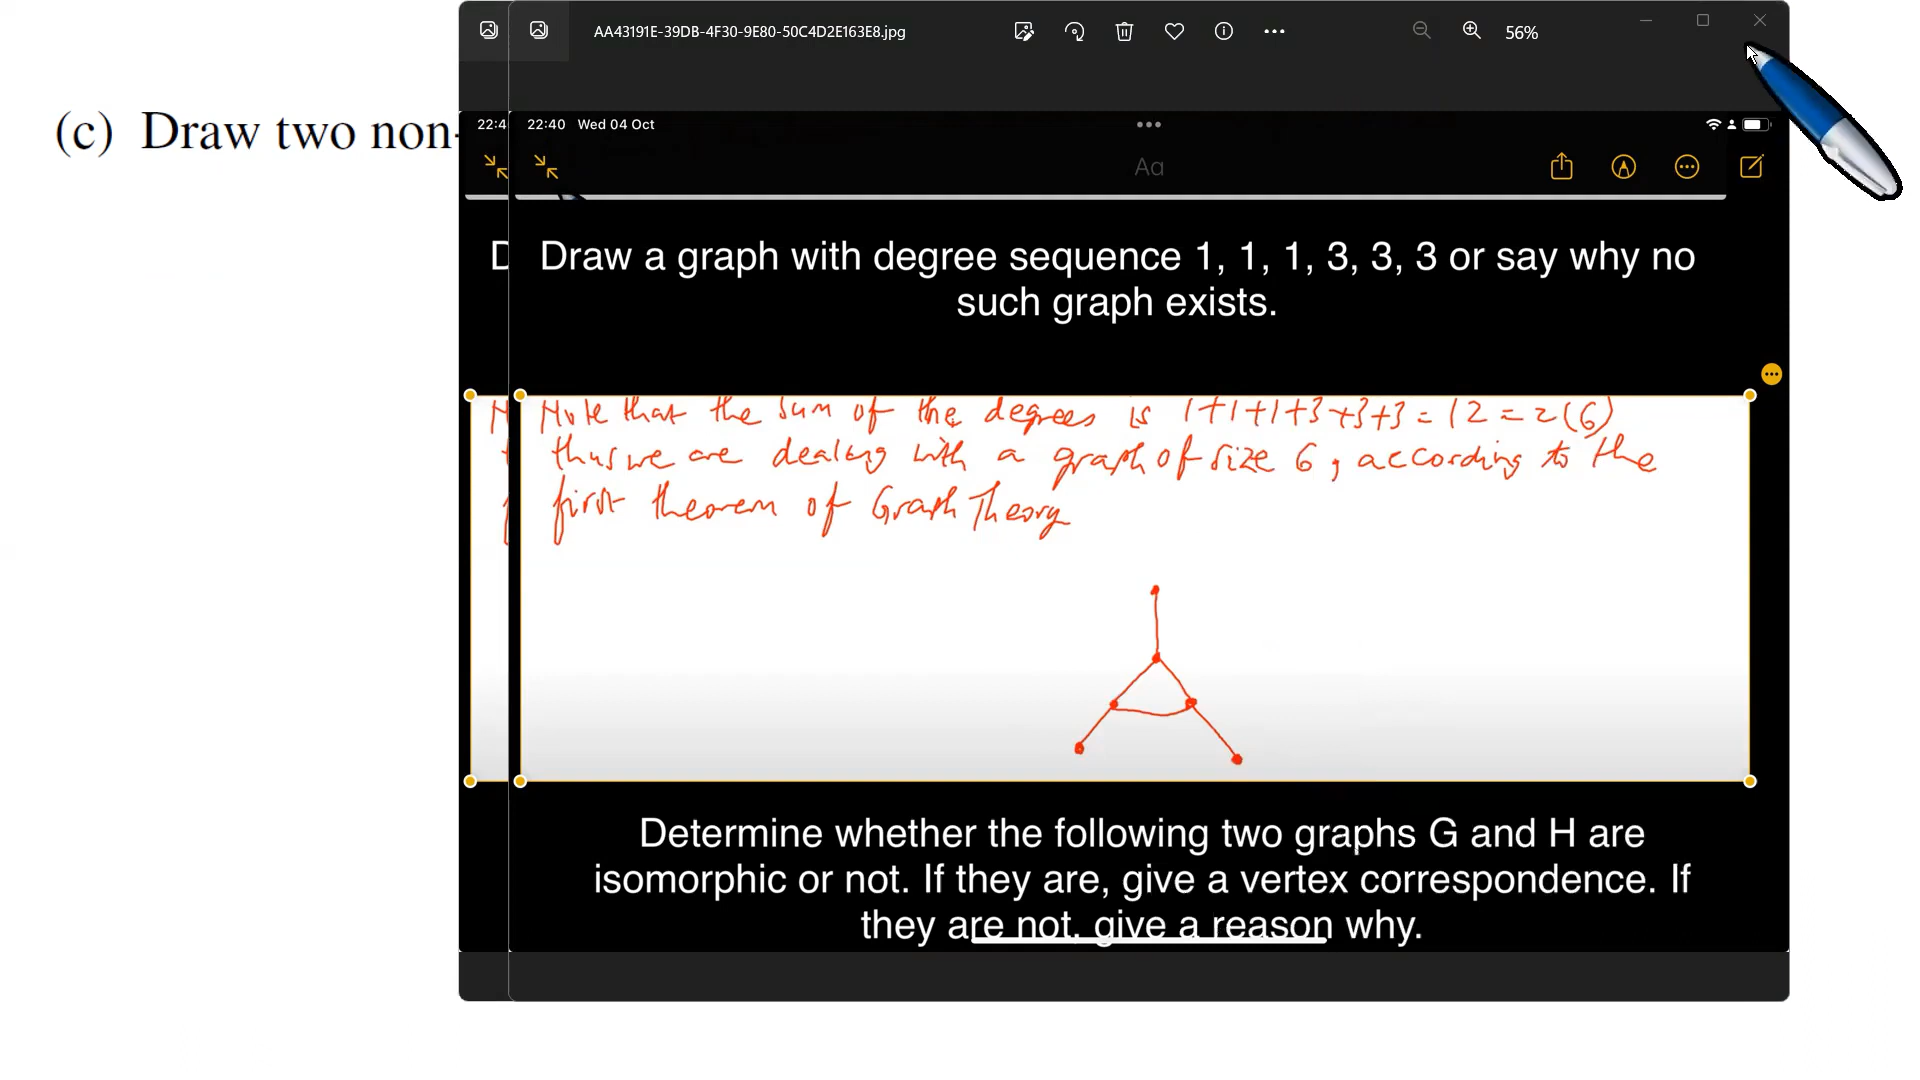 AA43191E-39DB-4F30-9E80-50C4D2E163E8.jpg
56%
(c) Draw two non-
22:4
22:40 Wed 04 Oct
Aa
D
Draw a graph with degree sequence 1, 1, 1, 3, 3, 3 or say why no
such graph exists.
Note that the sum of the degrees is 1+1+1+3+3+3 = 12 = 2(6)
thus we are dealing with a graph of size 6, according to the
first theorem of Graph Theory
Determine whether the following two graphs G and H are
isomorphic or not. If they are, give a vertex correspondence. If
they are not, give a reason why.